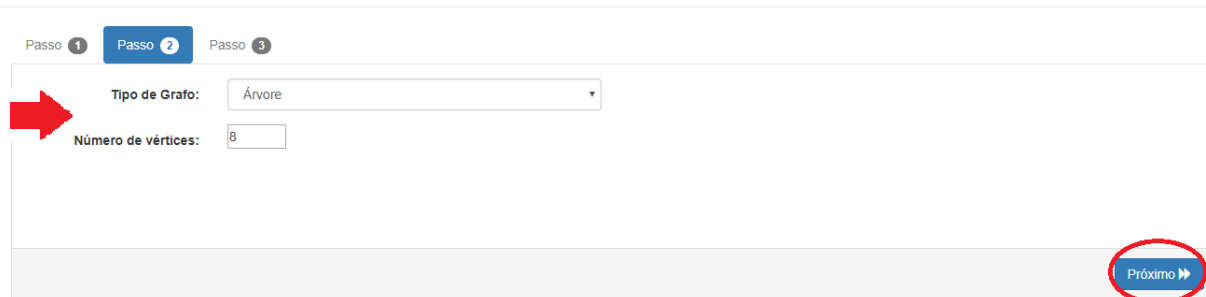 Passo 1 Passo 2 Passo 3
Tipo de Grafo: Árvore
Número de vértices: 8
Próximo